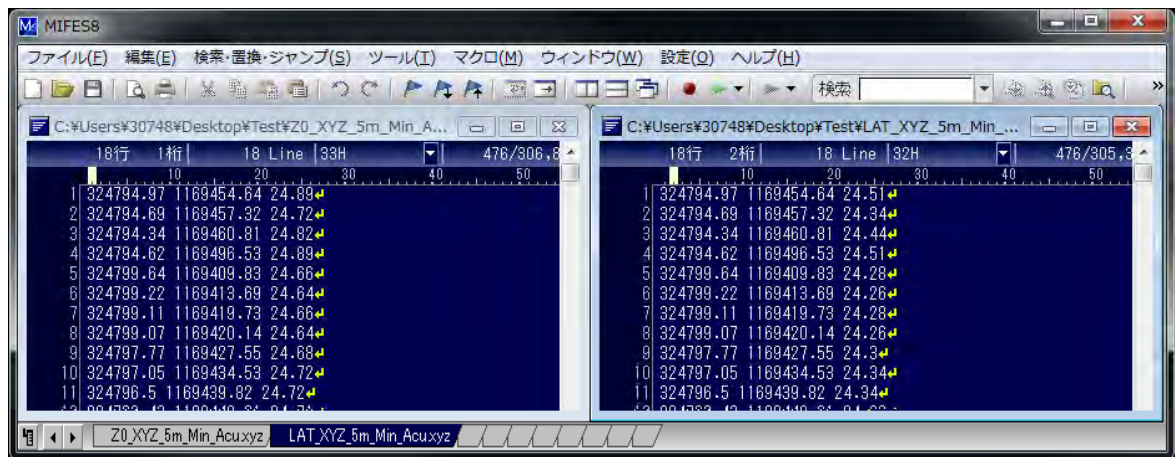 MIFES8
ファイル(F) 編集(E) 検索･置換･ジャンプ(S) ツール(T) マクロ(M) ウィンドウ(W) 設定(O) ヘルプ(H)
検索
C:¥Users¥30748¥Desktop¥Test¥Z0_XYZ_5m_Min_A...
18行 1桁 18 Line 33H 476/306,8
10 20 30 40 50
1 324794.97 1169454.64 24.89
2 324794.69 1169457.32 24.72
3 324794.34 1169460.81 24.82
4 324794.62 1169496.53 24.89
5 324799.64 1169409.83 24.66
6 324799.22 1169413.69 24.64
7 324799.11 1169419.73 24.66
8 324799.07 1169420.14 24.64
9 324797.77 1169427.55 24.68
10 324797.05 1169434.53 24.72
11 324796.5 1169439.82 24.72
C:¥Users¥30748¥Desktop¥Test¥LAT_XYZ_5m_Min_...
18行 2桁 18 Line 32H 476/305,3
10 20 30 40 50
1 324794.97 1169454.64 24.51
2 324794.69 1169457.32 24.34
3 324794.34 1169460.81 24.44
4 324794.62 1169496.53 24.51
5 324799.64 1169409.83 24.28
6 324799.22 1169413.69 24.26
7 324799.11 1169419.73 24.28
8 324799.07 1169420.14 24.26
9 324797.77 1169427.55 24.3
10 324797.05 1169434.53 24.34
11 324796.5 1169439.82 24.34
Z0_XYZ_5m_Min_Acu.xyz LAT_XYZ_5m_Min_Acu.xyz